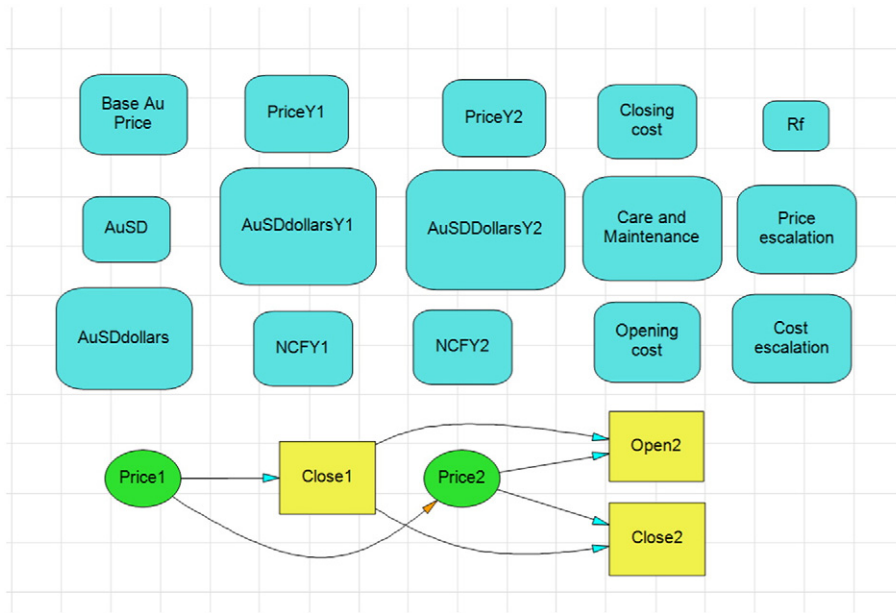 Base Au
Price
PriceY1
PriceY2
Closing
cost
Rf
AuSD
AuSDdollarsY1
AuSDDollarsY2
Care and
Maintenance
Price
escalation
AuSDdollars
NCFY1
NCFY2
Opening
cost
Cost
escalation
Price1
Close1
Price2
Open2
Close2